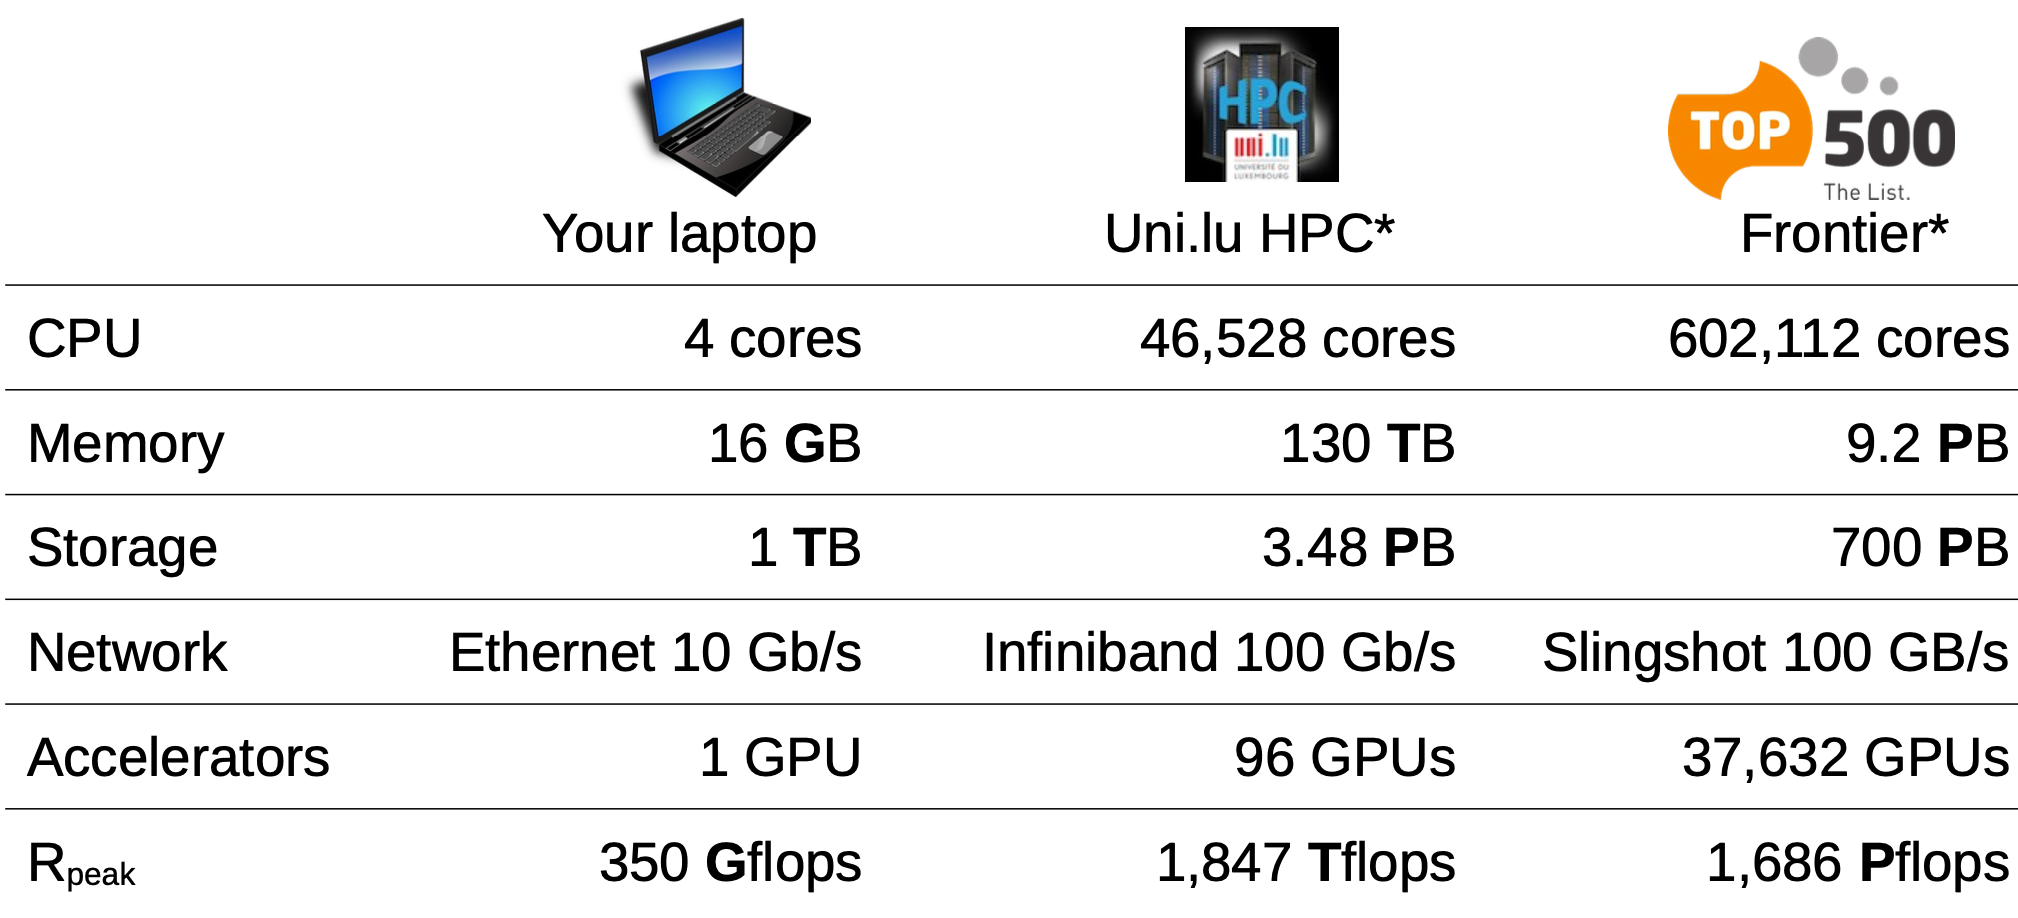 HPC
uni.lu
UNIVERSITÉ DU
LUXEMBOURG
TOP 500
The List.
Your laptop Uni.lu HPC* Frontier*
CPU 4 cores 46,528 cores 602,112 cores
Memory 16 GB 130 TB 9.2 PB
Storage 1 TB 3.48 PB 700 PB
Network Ethernet 10 Gb/s Infiniband 100 Gb/s Slingshot 100 GB/s
Accelerators 1 GPU 96 GPUs 37,632 GPUs
Rpeak 350 Gflops 1,847 Tflops 1,686 Pflops